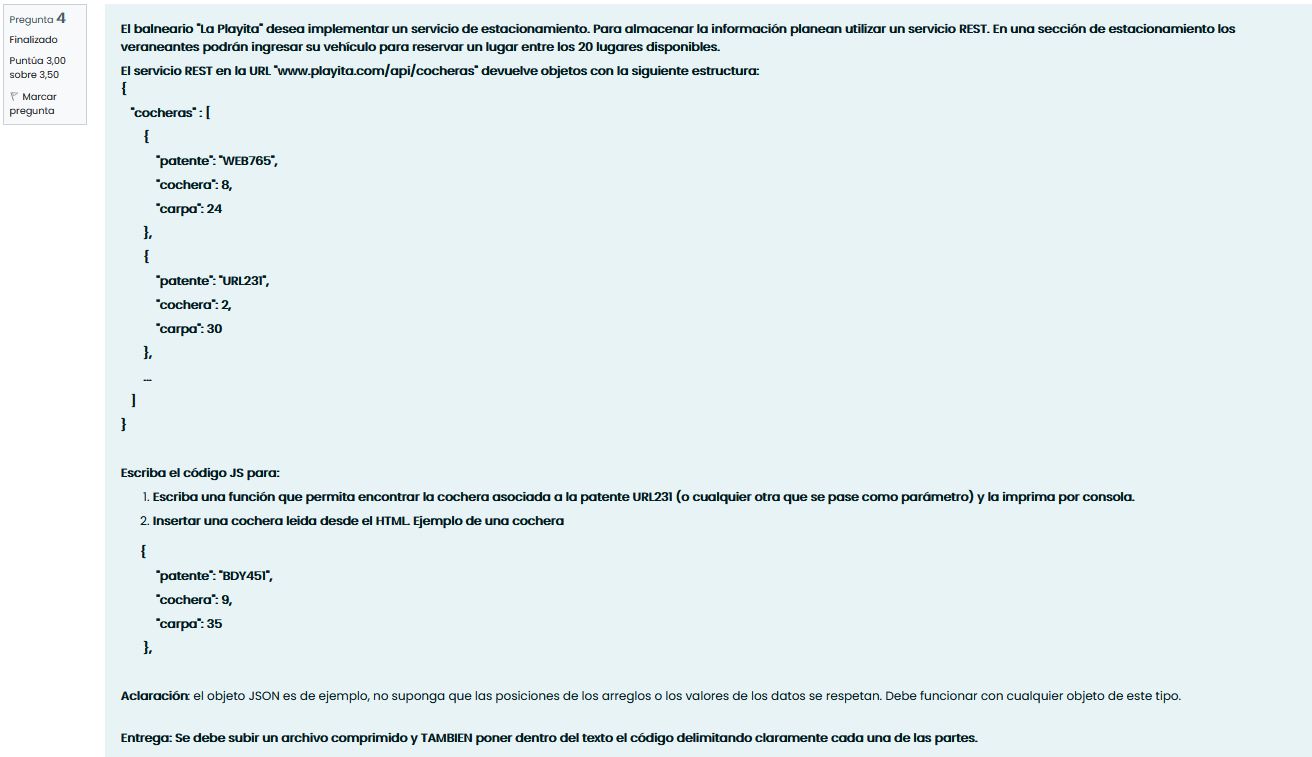 Pregunta 4
Finalizado
Puntúa 3,00
sobre 3,50
Marcar
pregunta
El balneario "La Playita" desea implementar un servicio de estacionamiento. Para almacenar la información planean utilizar un servicio REST. En una sección de estacionamiento los
veraneantes podrán ingresar su vehículo para reservar un lugar entre los 20 lugares disponibles.
El servicio REST en la URL "www.playita.com/api/cocheras" devuelve objetos con la siguiente estructura:
{
"cocheras" : [
{
"patente": "WEB765",
"cochera": 8,
"carpa": 24
},
{
"patente": "URL231",
"cochera": 2,
"carpa": 30
},
...
]
}
Escriba el código JS para:
1. Escriba una función que permita encontrar la cochera asociada a la patente URL231 (o cualquier otra que se pase como parámetro) y la imprima por consola.
2. Insertar una cochera leida desde el HTML. Ejemplo de una cochera
{
"patente": "BDY451",
"cochera": 9,
"carpa": 35
},
Aclaración: el objeto JSON es de ejemplo, no suponga que las posiciones de los arreglos o los valores de los datos se respetan. Debe funcionar con cualquier objeto de este tipo.
Entrega: Se debe subir un archivo comprimido y TAMBIEN poner dentro del texto el código delimitando claramente cada una de las partes.